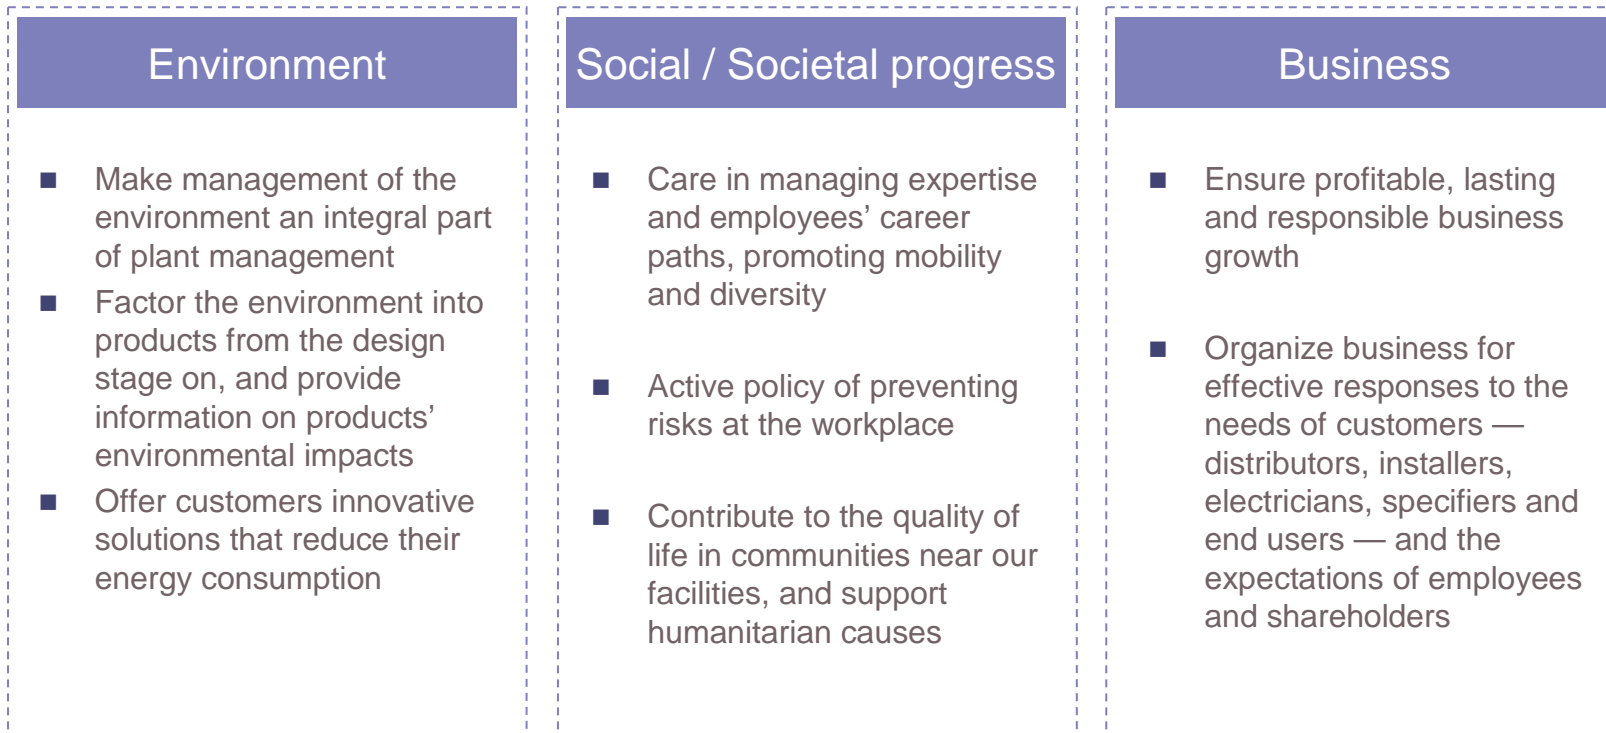 Environment
Make management of the
environment an integral part
of plant management
Factor the environment into
products from the design
stage on, and provide
information on products’
environmental impacts
Offer customers innovative
solutions that reduce their
energy consumption
Social / Societal progress
Care in managing expertise
and employees’ career
paths, promoting mobility
and diversity
Active policy of preventing
risks at the workplace
Contribute to the quality of
life in communities near our
facilities, and support
humanitarian causes
Business
Ensure profitable, lasting
and responsible business
growth
Organize business for
effective responses to the
needs of customers —
distributors, installers,
electricians, specifiers and
end users — and the
expectations of employees
and shareholders